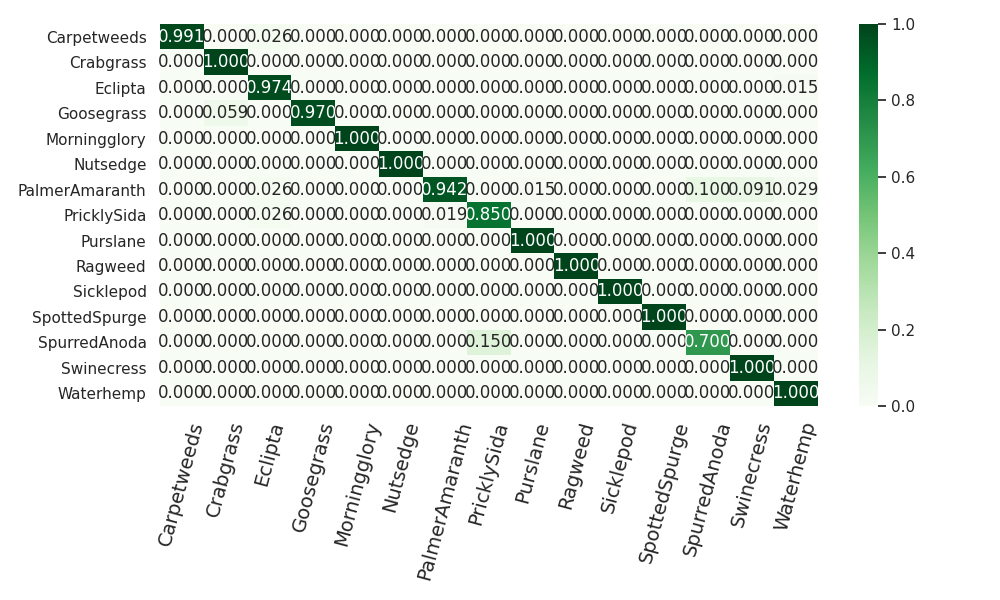 Carpetweeds 0.991 0.000 0.026 0.000 0.000 0.000 0.000 0.000 0.000 0.000 0.000 0.000 0.000 0.000 0.000
Crabgrass 0.000 1.000 0.000 0.000 0.000 0.000 0.000 0.000 0.000 0.000 0.000 0.000 0.000 0.000 0.000
Eclipta 0.000 0.000 0.974 0.000 0.000 0.000 0.000 0.000 0.000 0.000 0.000 0.000 0.000 0.000 0.015
Goosegrass 0.000 0.059 0.000 0.970 0.000 0.000 0.000 0.000 0.000 0.000 0.000 0.000 0.000 0.000 0.000
Morningglory 0.000 0.000 0.000 0.000 1.000 0.000 0.000 0.000 0.000 0.000 0.000 0.000 0.000 0.000 0.000
Nutsedge 0.000 0.000 0.000 0.000 0.000 1.000 0.000 0.000 0.000 0.000 0.000 0.000 0.000 0.000 0.000
PalmerAmaranth 0.000 0.000 0.026 0.000 0.000 0.000 0.942 0.000 0.015 0.000 0.000 0.000 0.100 0.091 0.029
PricklySida 0.000 0.000 0.026 0.000 0.000 0.000 0.019 0.850 0.000 0.000 0.000 0.000 0.000 0.000 0.000
Purslane 0.000 0.000 0.000 0.000 0.000 0.000 0.000 0.000 1.000 0.000 0.000 0.000 0.000 0.000 0.000
Ragweed 0.000 0.000 0.000 0.000 0.000 0.000 0.000 0.000 0.000 1.000 0.000 0.000 0.000 0.000 0.000
Sicklepod 0.000 0.000 0.000 0.000 0.000 0.000 0.000 0.000 0.000 0.000 1.000 0.000 0.000 0.000 0.000
SpottedSpurge 0.000 0.000 0.000 0.000 0.000 0.000 0.000 0.000 0.000 0.000 0.000 1.000 0.000 0.000 0.000
SpurredAnoda 0.000 0.000 0.000 0.000 0.000 0.000 0.000 0.150 0.000 0.000 0.000 0.000 0.700 0.000 0.000
Swinecress 0.000 0.000 0.000 0.000 0.000 0.000 0.000 0.000 0.000 0.000 0.000 0.000 0.000 1.000 0.000
Waterhemp 0.000 0.000 0.000 0.000 0.000 0.000 0.000 0.000 0.000 0.000 0.000 0.000 0.000 0.000 1.000
Carpetweeds
Crabgrass
Eclipta
Goosegrass
Morningglory
Nutsedge
PalmerAmaranth
PricklySida
Purslane
Ragweed
Sicklepod
SpottedSpurge
SpurredAnoda
Swinecress
Waterhemp
1.0
0.8
0.6
0.4
0.2
0.0